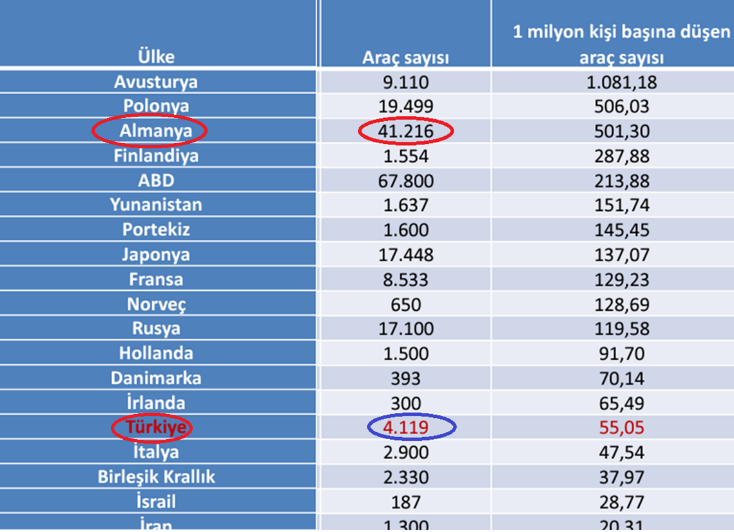 Ülke Araç sayısı 1 milyon kişi başına düşen araç sayısı
Avusturya 9.110 1.081,18
Polonya 19.499 506,03
Almanya 41.216 501,30
Finlandiya 1.554 287,88
ABD 67.800 213,88
Yunanistan 1.637 151,74
Portekiz 1.600 145,45
Japonya 17.448 137,07
Fransa 8.533 129,23
Norveç 650 128,69
Rusya 17.100 119,58
Hollanda 1.500 91,70
Danimarka 393 70,14
İrlanda 300 65,49
Türkiye 4.119 55,05
İtalya 2.900 47,54
Birleşik Krallık 2.330 37,97
İsrail 187 28,77
İran 1.300 20,31